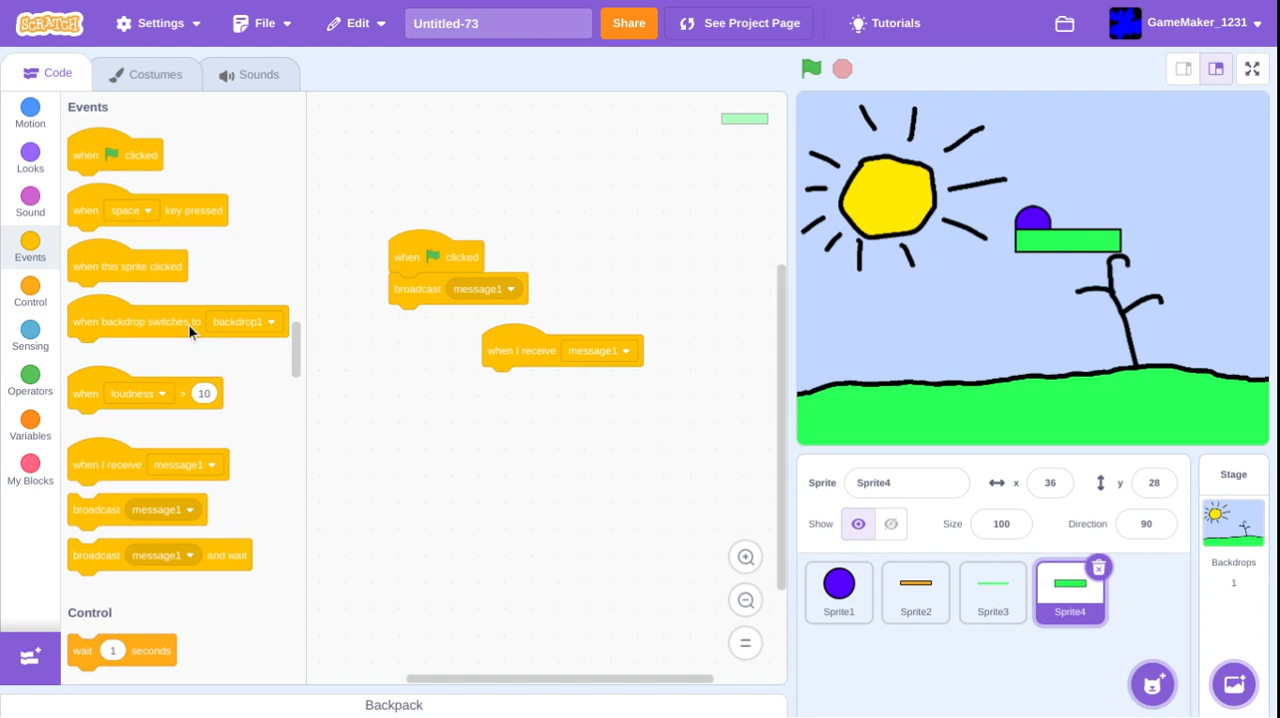 SCRATCH Settings File Edit Untitled-73 Share See Project Page Tutorials GameMaker_1231
Code Costumes Sounds
Motion
Looks
Sound
Events
Control
Sensing
Operators
Variables
My Blocks
Events
when clicked
when space key pressed
when this sprite clicked
when backdrop switches to backdrop1
when loudness > 10
when I receive message1
broadcast message1
broadcast message1 and wait
Control
wait 1 seconds
when clicked
broadcast message1
when I receive message1
Backpack
Sprite Sprite4 x 36 y 28
Show Size 100 Direction 90
Sprite1 Sprite2 Sprite3 Sprite4
Stage
Backdrops
1